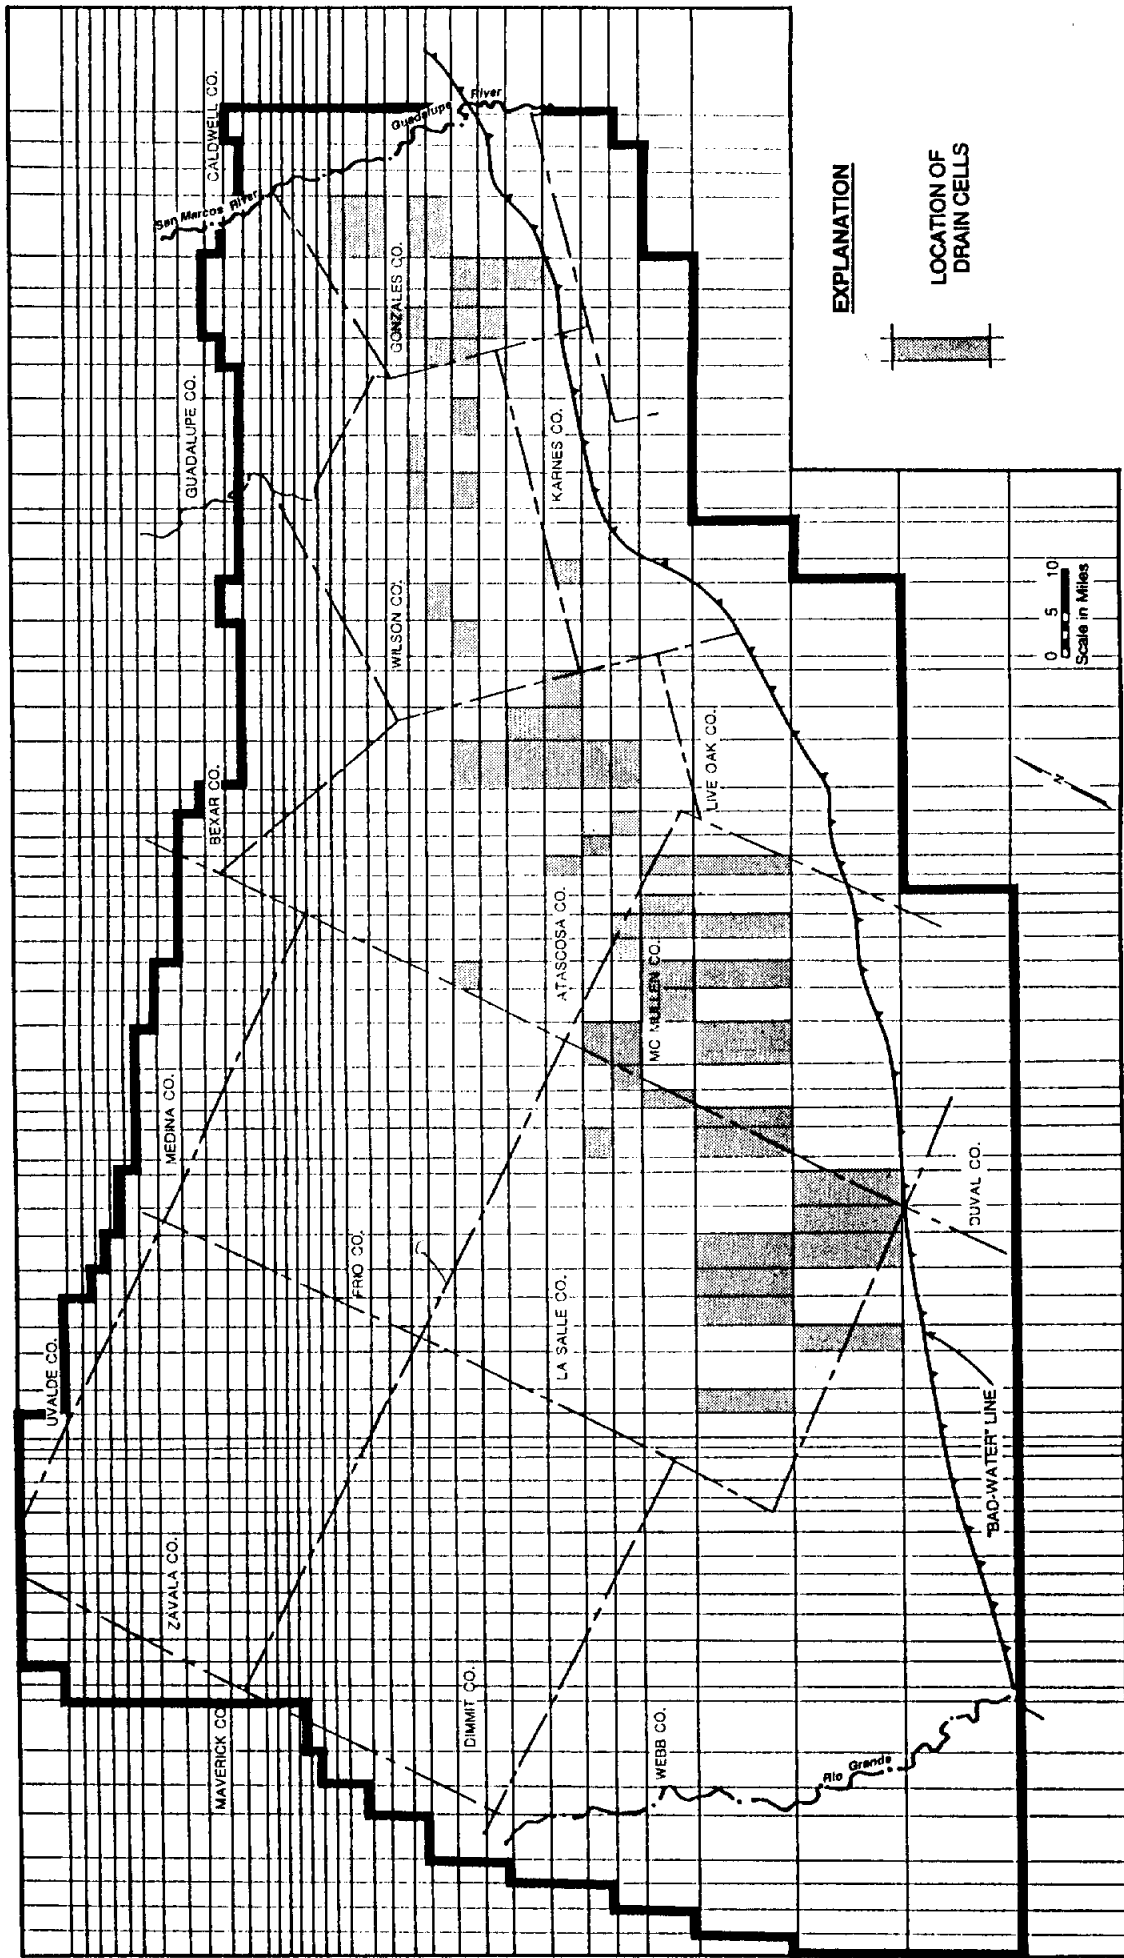 CALDWELL CO.
San Marcos River
Guadalupe River
GUADALUPE CO.
GONZALES CO.
KARNES CO.
WILSON CO.
BEXAR CO.
LIVE OAK CO.
ATASCOSA CO.
MC MULLEN CO.
MEDINA CO.
FRIO CO.
LA SALLE CO.
DUVAL CO.
UVALDE CO.
ZAVALA CO.
"BAD-WATER" LINE
MAVERICK CO.
DIMMIT CO.
WEBB CO.
Rio Grande
EXPLANATION
LOCATION OF
DRAIN CELLS
0 5 10
Scale in Miles
N